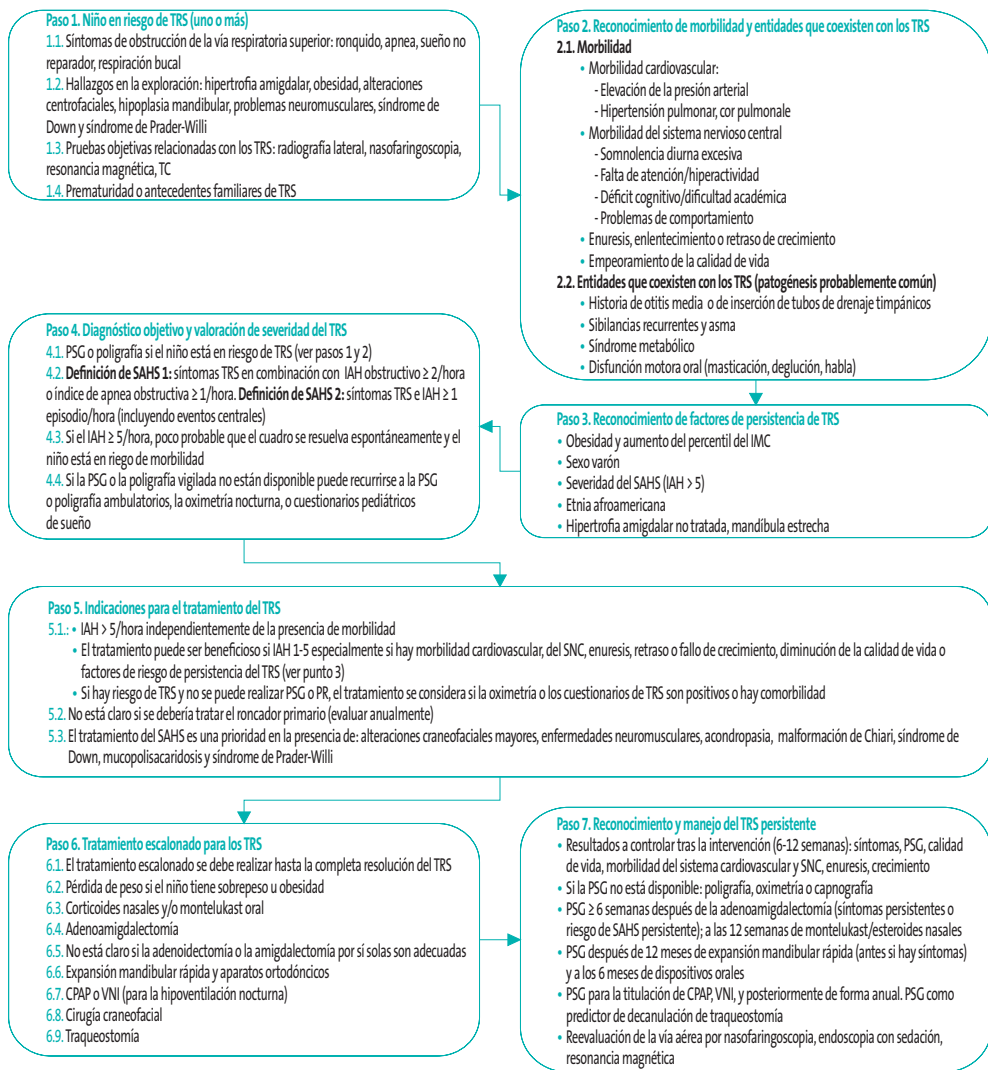 Paso 1. Niño en riesgo de TRS (uno o más)
1.1. Síntomas de obstrucción de la vía respiratoria superior: ronquido, apnea, sueño no
reparador, respiración bucal
1.2. Hallazgos en la exploración: hipertrofia amigdalar, obesidad, alteraciones
centrofaciales, hipoplasia mandibular, problemas neuromusculares, síndrome de
Down y síndrome de Prader-Willi
1.3. Pruebas objetivas relacionadas con los TRS: radiografía lateral, nasofaringoscopia,
resonancia magnética, TC
1.4. Prematuridad o antecedentes familiares de TRS
Paso 2. Reconocimiento de morbilidad y entidades que coexisten con los TRS
2.1. Morbilidad
• Morbilidad cardiovascular:
- Elevación de la presión arterial
- Hipertensión pulmonar, cor pulmonale
• Morbilidad del sistema nervioso central
- Somnolencia diurna excesiva
- Falta de atención/hiperactividad
- Déficit cognitivo/dificultad académica
- Problemas de comportamiento
• Enuresis, enlentecimiento o retraso de crecimiento
• Empeoramiento de la calidad de vida
2.2. Entidades que coexisten con los TRS (patogénesis probablemente común)
• Historia de otitis media o de inserción de tubos de drenaje timpánicos
• Sibilancias recurrentes y asma
• Síndrome metabólico
• Disfunción motora oral (masticación, deglución, habla)
Paso 3. Reconocimiento de factores de persistencia de TRS
• Obesidad y aumento del percentil del IMC
• Sexo varón
• Severidad del SAHS (IAH > 5)
• Etnia afroamericana
• Hipertrofia amigdalar no tratada, mandíbula estrecha
Paso 4. Diagnóstico objetivo y valoración de severidad del TRS
4.1. PSG o poligrafía si el niño está en riesgo de TRS (ver pasos 1 y 2)
4.2. Definición de SAHS 1: síntomas TRS en combinación con IAH obstructivo ≥ 2/hora
o índice de apnea obstructiva ≥ 1/hora. Definición de SAHS 2: síntomas TRS e IAH ≥ 1
episodio/hora (incluyendo eventos centrales)
4.3. Si el IAH ≥ 5/hora, poco probable que el cuadro se resuelva espontáneamente y el
niño está en riego de morbilidad
4.4. Si la PSG o la poligrafía vigilada no están disponible puede recurrirse a la PSG
o poligrafía ambulatorios, la oximetría nocturna, o cuestionarios pediátricos
de sueño
Paso 5. Indicaciones para el tratamiento del TRS
5.1.: • IAH > 5/hora independientemente de la presencia de morbilidad
• El tratamiento puede ser beneficioso si IAH 1-5 especialmente si hay morbilidad cardiovascular, del SNC, enuresis, retraso o fallo de crecimiento, diminución de la calidad de vida o
factores de riesgo de persistencia del TRS (ver punto 3)
• Si hay riesgo de TRS y no se puede realizar PSG o PR, el tratamiento se considera si la oximetría o los cuestionarios de TRS son positivos o hay comorbilidad
5.2. No está claro si se debería tratar el roncador primario (evaluar anualmente)
5.3. El tratamiento del SAHS es una prioridad en la presencia de: alteraciones craneofaciales mayores, enfermedades neuromusculares, acondropasia, malformación de Chiari, síndrome de
Down, mucopolisacaridosis y síndrome de Prader-Willi
Paso 6. Tratamiento escalonado para los TRS
6.1. El tratamiento escalonado se debe realizar hasta la completa resolución del TRS
6.2. Pérdida de peso si el niño tiene sobrepeso u obesidad
6.3. Corticoides nasales y/o montelukast oral
6.4. Adenoamigdalectomía
6.5. No está claro si la adenoidectomía o la amigdalectomía por sí solas son adecuadas
6.6. Expansión mandibular rápida y aparatos ortodóncicos
6.7. CPAP o VNI (para la hipoventilación nocturna)
6.8. Cirugía craneofacial
6.9. Traqueostomía
Paso 7. Reconocimiento y manejo del TRS persistente
• Resultados a controlar tras la intervención (6-12 semanas): síntomas, PSG, calidad
de vida, morbilidad del sistema cardiovascular y SNC, enuresis, crecimiento
• Si la PSG no está disponible: poligrafía, oximetría o capnografía
• PSG ≥ 6 semanas después de la adenoamigdalectomía (síntomas persistentes o
riesgo de SAHS persistente); a las 12 semanas de montelukast/esteroides nasales
• PSG después de 12 meses de expansión mandibular rápida (antes si hay síntomas)
y a los 6 meses de dispositivos orales
• PSG para la titulación de CPAP, VNI, y posteriormente de forma anual. PSG como
predictor de decanulación de traqueostomía
• Reevaluación de la vía aérea por nasofaringoscopia, endoscopia con sedación,
resonancia magnética